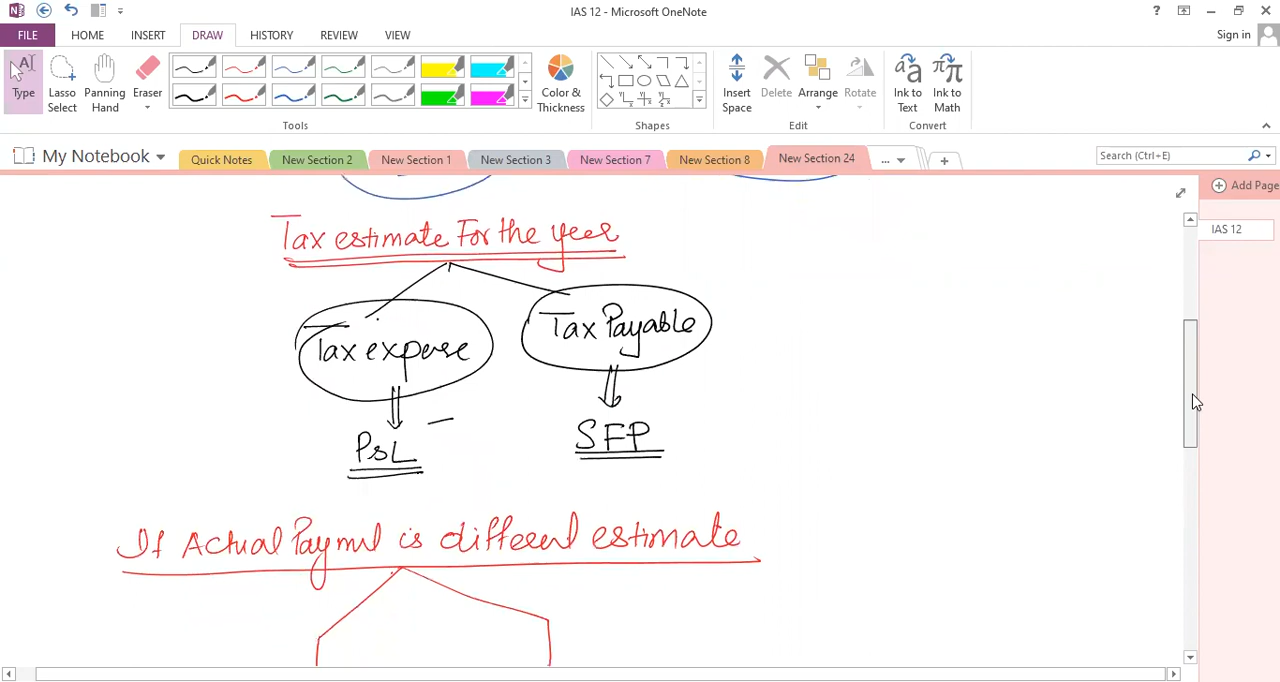 IAS 12 - Microsoft OneNote
?
FILE HOME INSERT DRAW HISTORY REVIEW VIEW
Sign in
Type
Lasso Select
Panning Hand
Eraser
Color & Thickness
Insert Space
Delete
Arrange
Rotate
Ink to Text
Ink to Math
Tools
Shapes
Edit
Convert
My Notebook
Quick Notes
New Section 2
New Section 1
New Section 3
New Section 7
New Section 8
New Section 24
...
Search (Ctrl+E)
Add Page
IAS 12
Tax estimate For the year
Tax expense
Tax Payable
PsL
SFP
If Actual Paymnt is different estimate